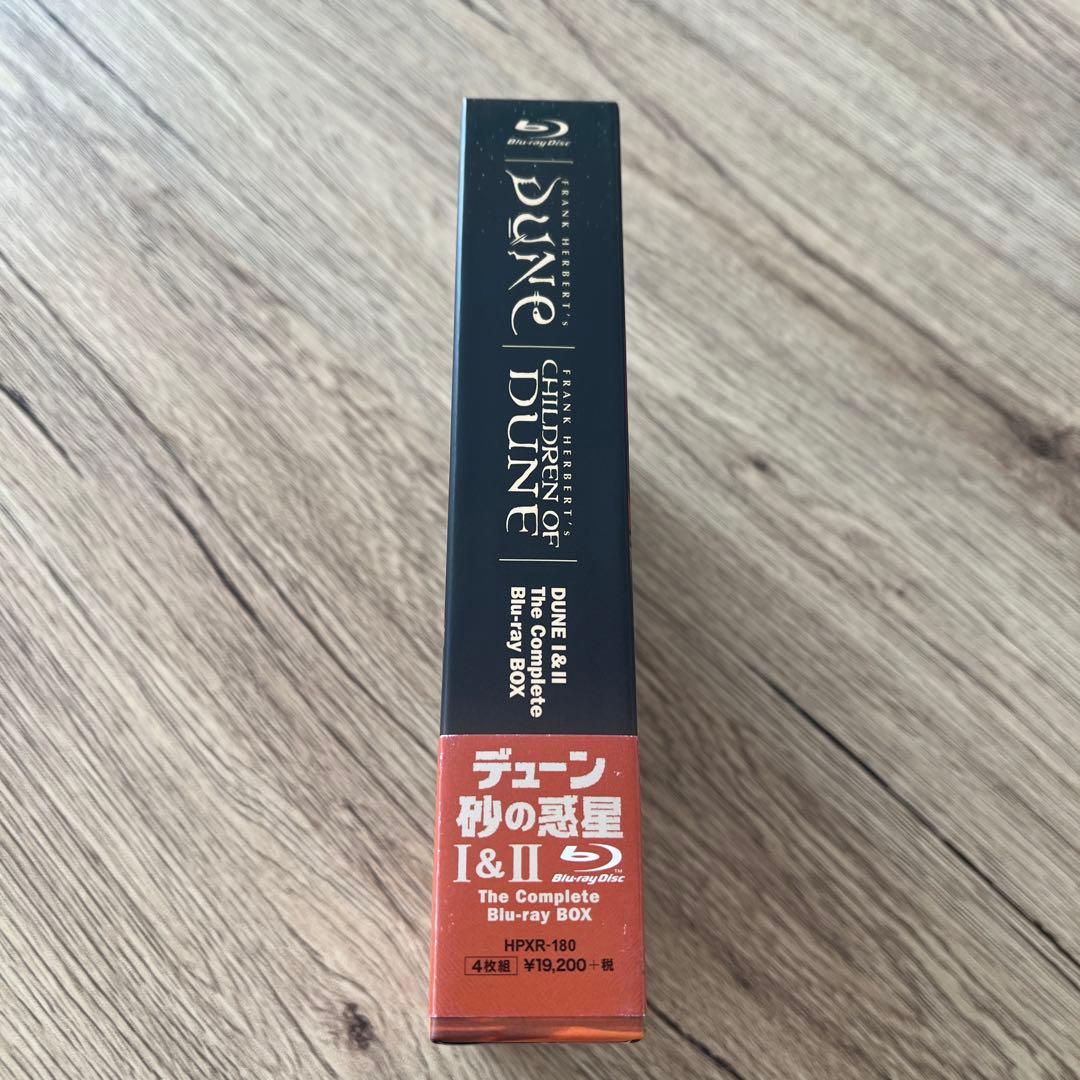 Blu-ray Disc
FRANK HERBERT'S
DUNE
FRANK HERBERT'S
CHILDREN OF
DUNE
DUNE I & II
The Complete
Blu-ray BOX
デューン
砂の惑星
I & II Blu-ray Disc™
The Complete
Blu-ray BOX
HPXR-180
4枚組 ¥19,200+税